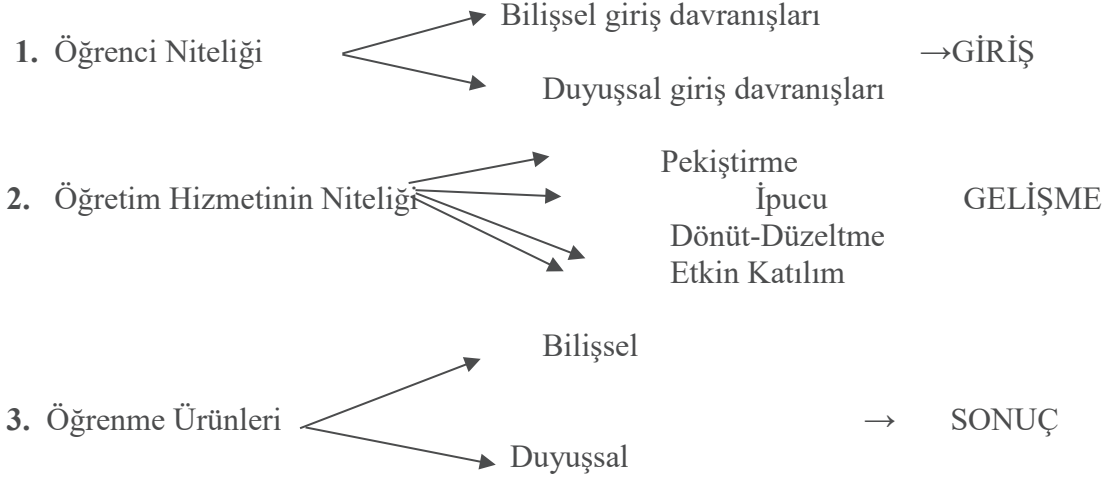 Bilişsel giriş davranışları
1. Öğrenci Niteliği →GİRİŞ
Duyuşsal giriş davranışları
Pekiştirme
2. Öğretim Hizmetinin Niteliği İpucu GELİŞME
Dönüt-Düzeltme
Etkin Katılım
Bilişsel
3. Öğrenme Ürünleri → SONUÇ
Duyuşsal